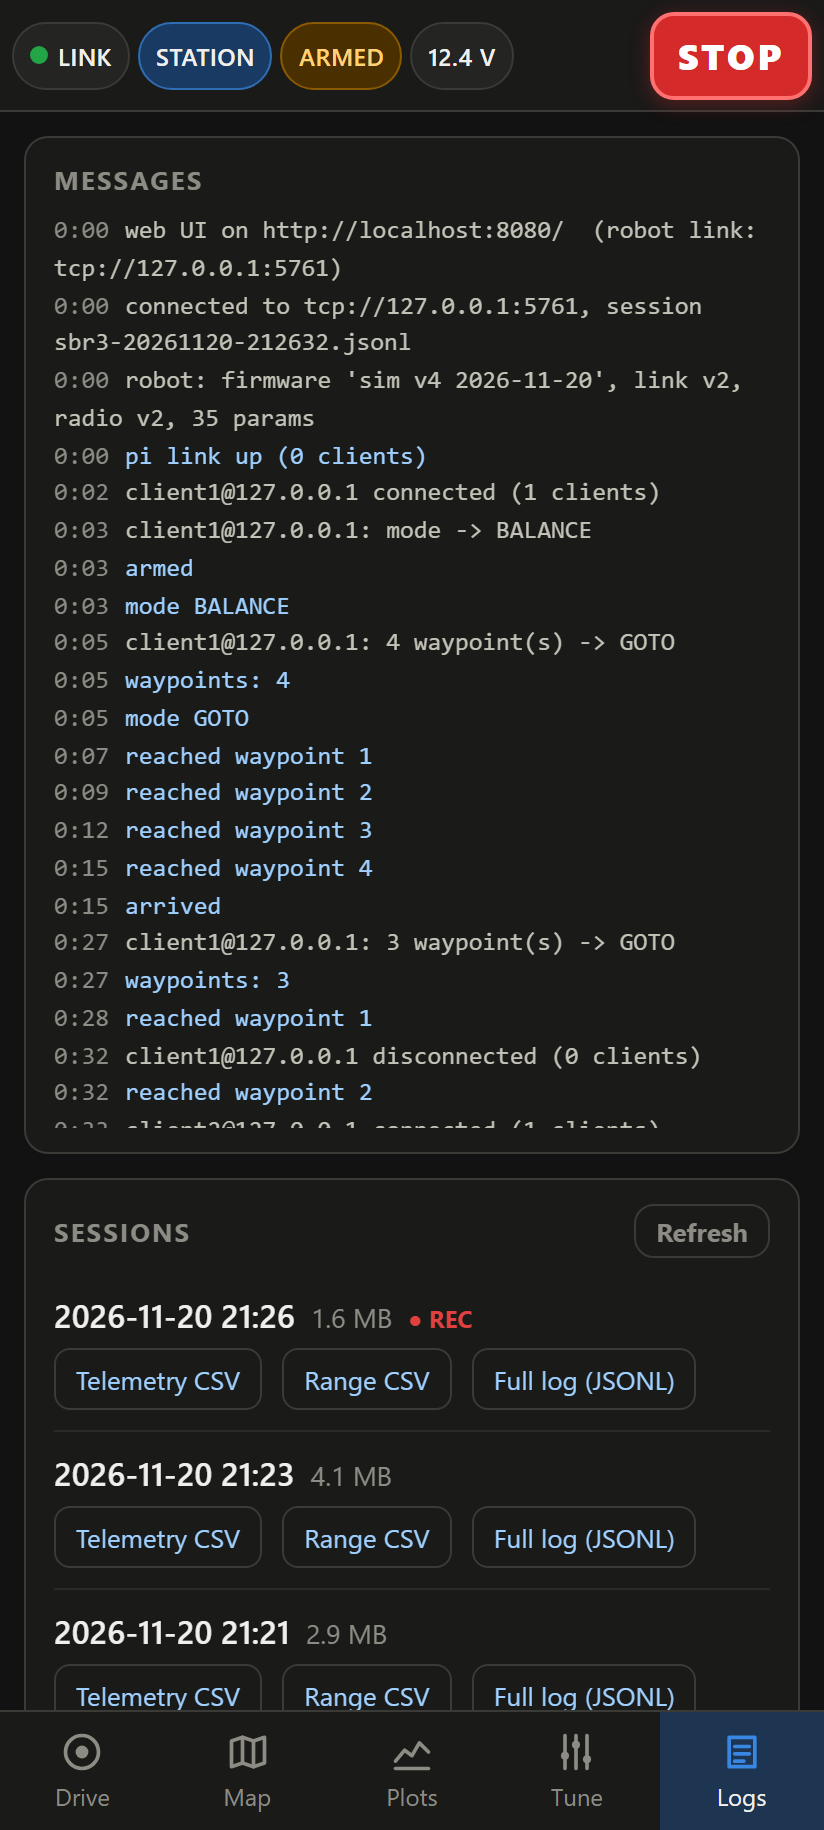 LINK STATION ARMED 12.4 V STOP
MESSAGES
0:00 web UI on http://localhost:8080/  (robot link:
tcp://127.0.0.1:5761)
0:00 connected to tcp://127.0.0.1:5761, session
sbr3-20261120-212632.jsonl
0:00 robot: firmware 'sim v4 2026-11-20', link v2,
radio v2, 35 params
0:00 pi link up (0 clients)
0:02 client1@127.0.0.1 connected (1 clients)
0:03 client1@127.0.0.1: mode -> BALANCE
0:03 armed
0:03 mode BALANCE
0:05 client1@127.0.0.1: 4 waypoint(s) -> GOTO
0:05 waypoints: 4
0:05 mode GOTO
0:07 reached waypoint 1
0:09 reached waypoint 2
0:12 reached waypoint 3
0:15 reached waypoint 4
0:15 arrived
0:27 client1@127.0.0.1: 3 waypoint(s) -> GOTO
0:27 waypoints: 3
0:28 reached waypoint 1
0:32 client1@127.0.0.1 disconnected (0 clients)
0:32 reached waypoint 2
SESSIONS Refresh
2026-11-20 21:26 1.6 MB ● REC
Telemetry CSV Range CSV Full log (JSONL)
2026-11-20 21:23 4.1 MB
Telemetry CSV Range CSV Full log (JSONL)
2026-11-20 21:21 2.9 MB
Telemetry CSV Range CSV Full log (JSONL)
Drive Map Plots Tune Logs